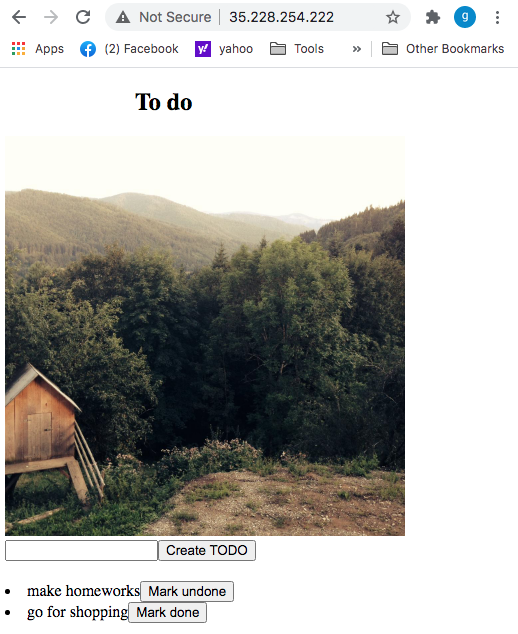 Not Secure | 35.228.254.222
g
Apps (2) Facebook y! yahoo Tools » Other Bookmarks
To do
Create TODO
make homeworks Mark undone
go for shopping Mark done